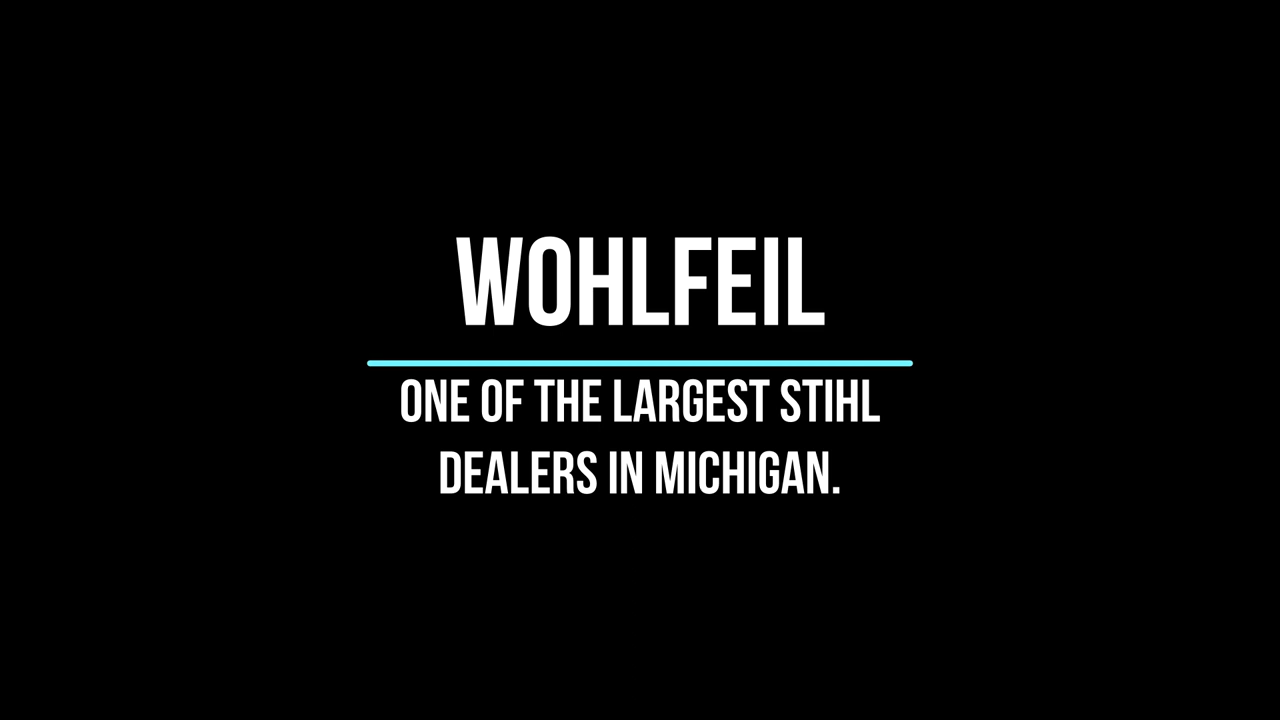 WOHLFEIL
ONE OF THE LARGEST STIHL
DEALERS IN MICHIGAN.